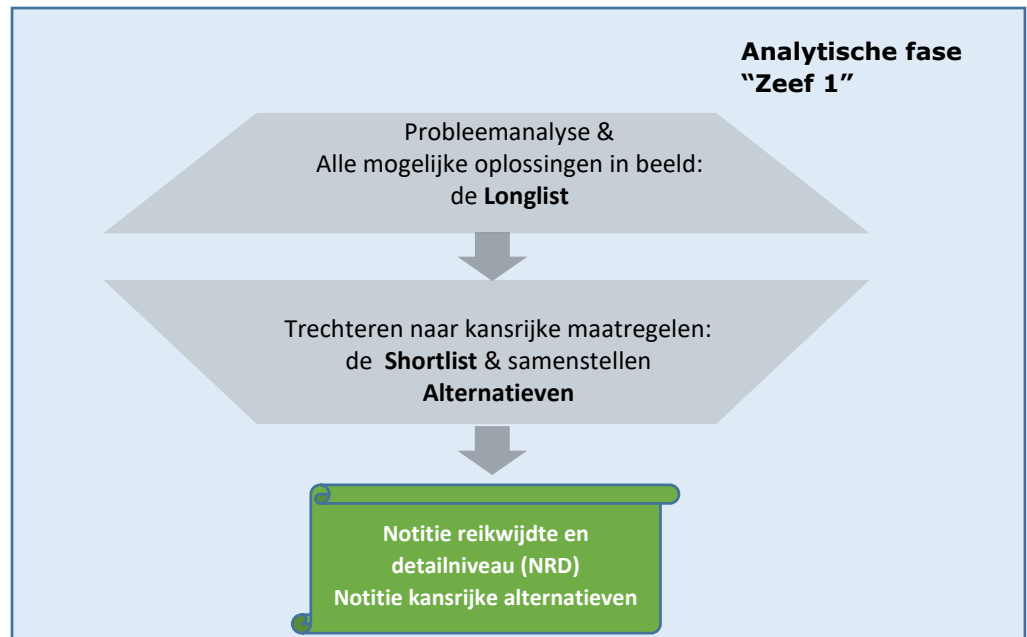 Analytische fase
“Zeef 1”
Probleemanalyse &
Alle mogelijke oplossingen in beeld:
de Longlist
Trechteren naar kansrijke maatregelen:
de Shortlist & samenstellen
Alternatieven
Notitie reikwijdte en
detailniveau (NRD)
Notitie kansrijke alternatieven